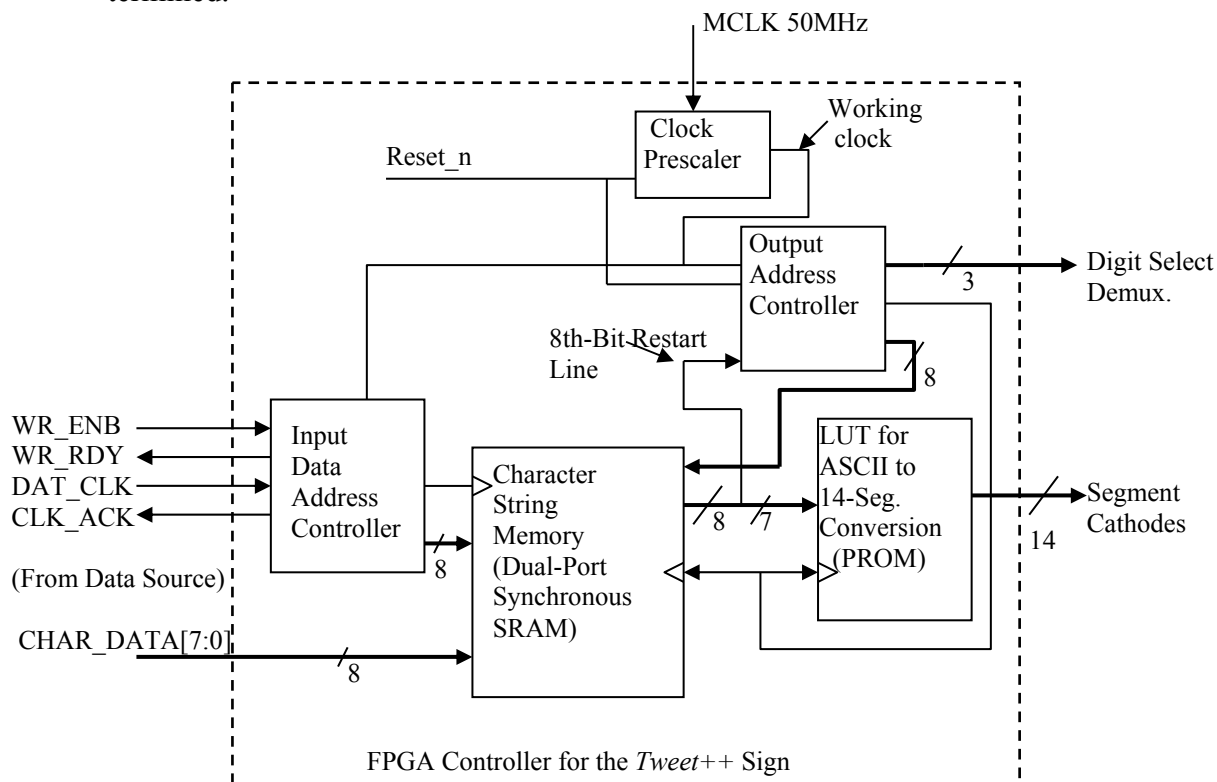 MCLK 50MHz
Working
clock
Clock
Prescaler
Reset_n
Output
Address
Controller
3
Digit Select
Demux.
8th-Bit Restart
Line
8
WR_ENB
WR_RDY
DAT_CLK
CLK_ACK
Input
Data
Address
Controller
8
(From Data Source)
CHAR_DATA[7:0]
8
Character
String
Memory
(Dual-Port
Synchronous
SRAM)
8
7
LUT for
ASCII to
14-Seg.
Conversion
(PROM)
14
Segment
Cathodes
FPGA Controller for the Tweet++ Sign